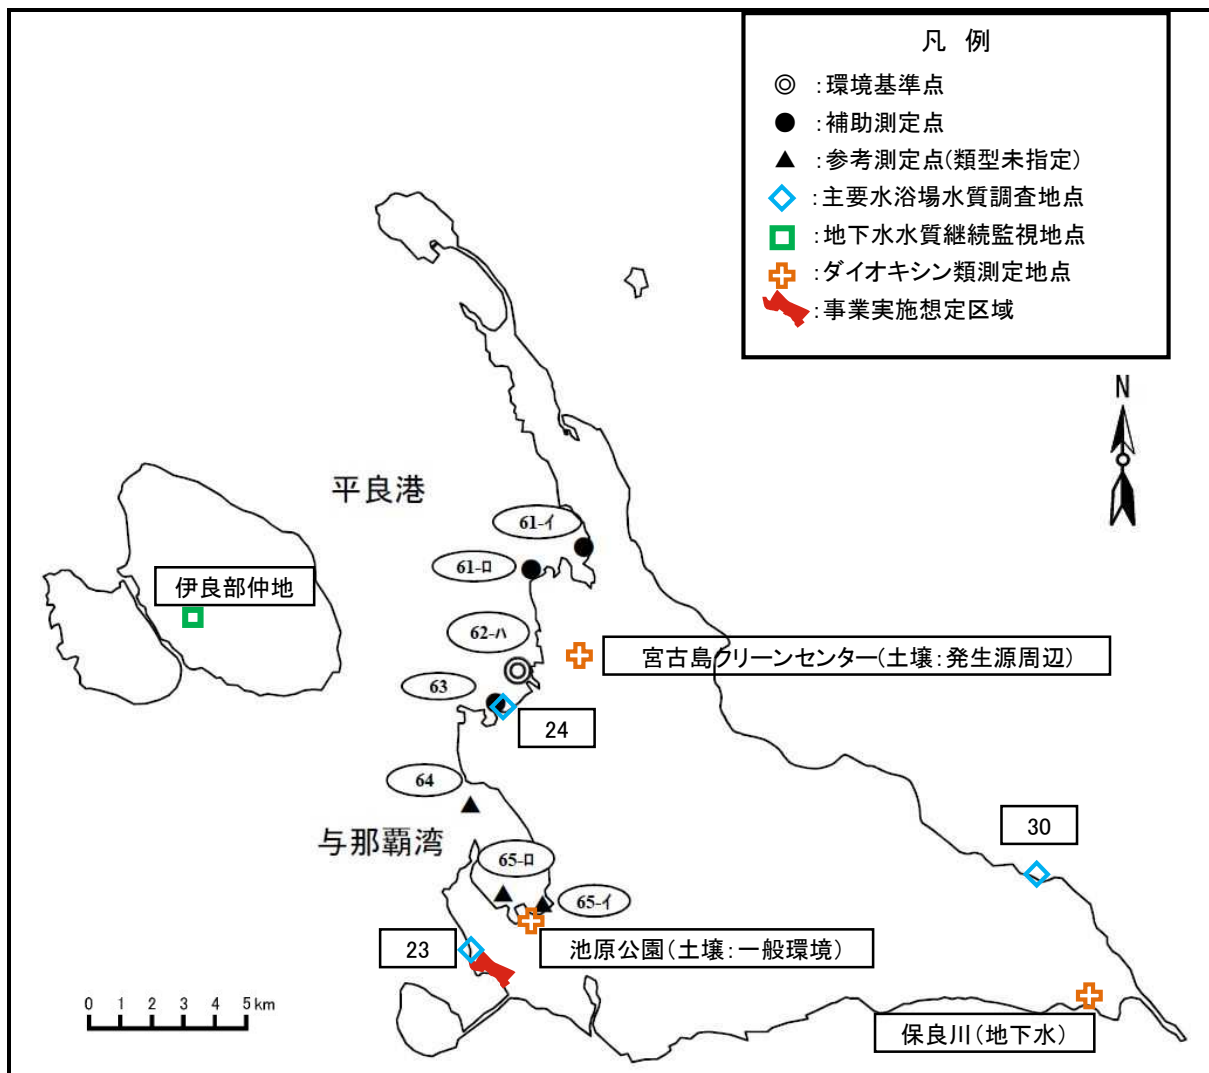 凡 例
:環境基準点
:補助測定点
:参考測定点(類型未指定)
:主要水浴場水質調査地点
:地下水水質継続監視地点
:ダイオキシン類測定地点
:事業実施想定区域
N
平良港
61-イ
61-ロ
伊良部仲地
62-ハ
宮古島クリーンセンター(土壌:発生源周辺)
63
24
64
30
与那覇湾
65-ロ
65-イ
23
池原公園(土壌:一般環境)
0 1 2 3 4 5 km
保良川(地下水)